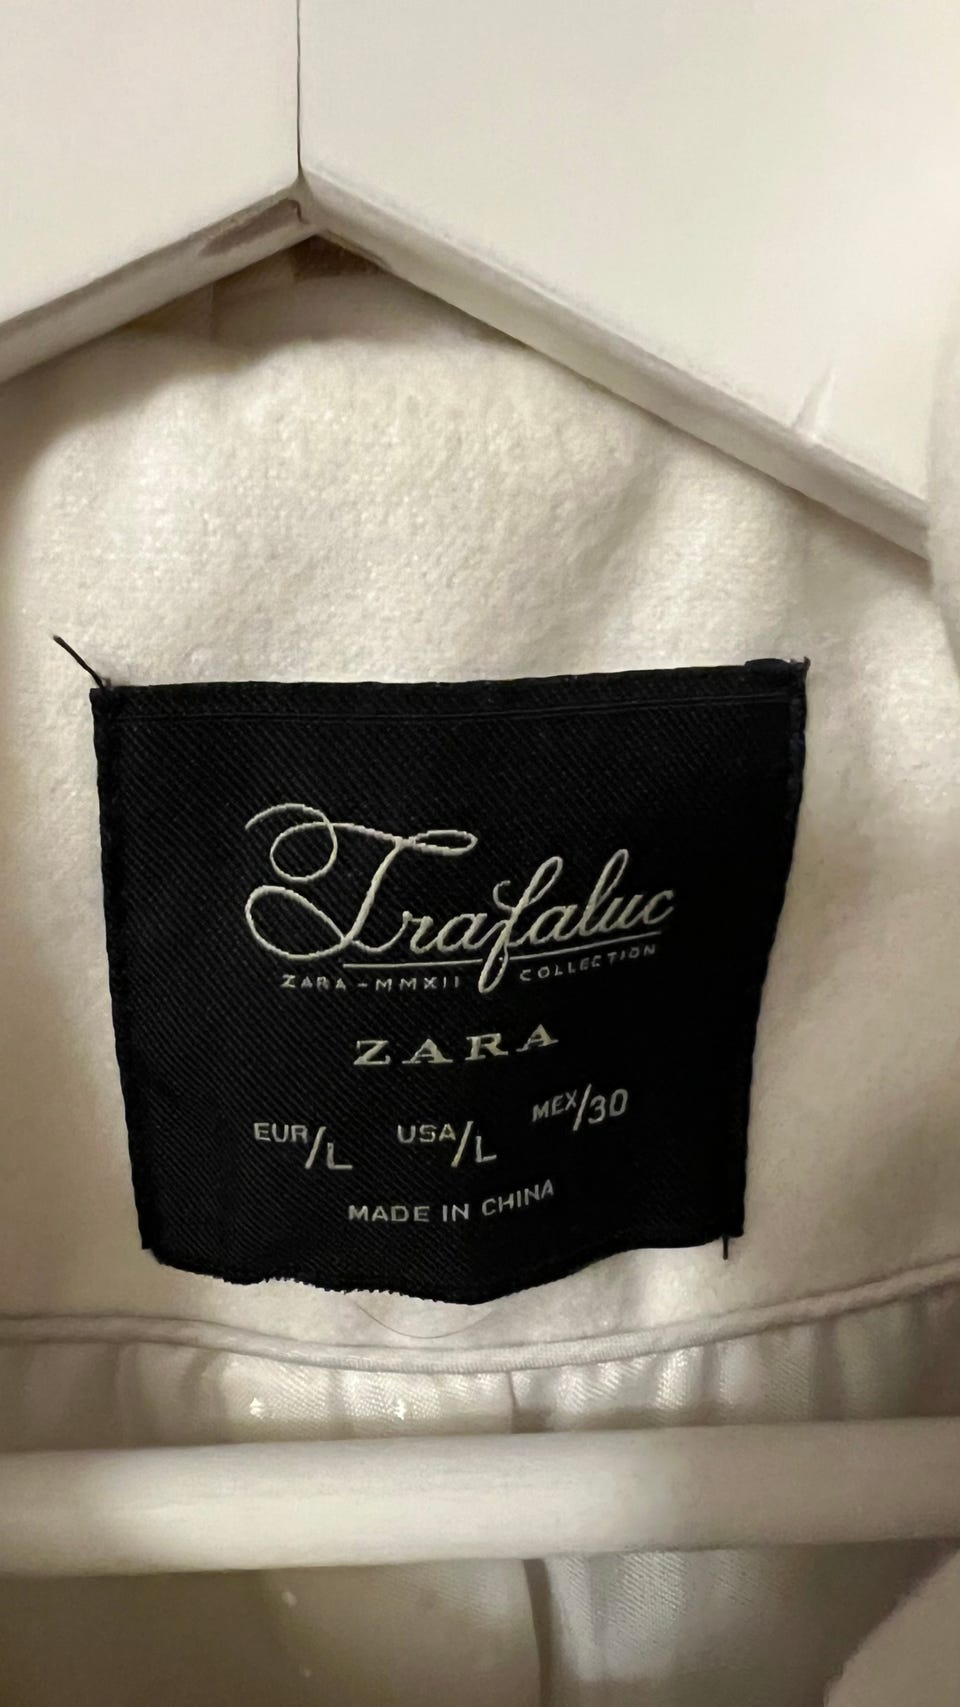 Trafaluc
ZARA - MMXII COLLECTION
ZARA
EUR/L USA/L MEX/30
MADE IN CHINA